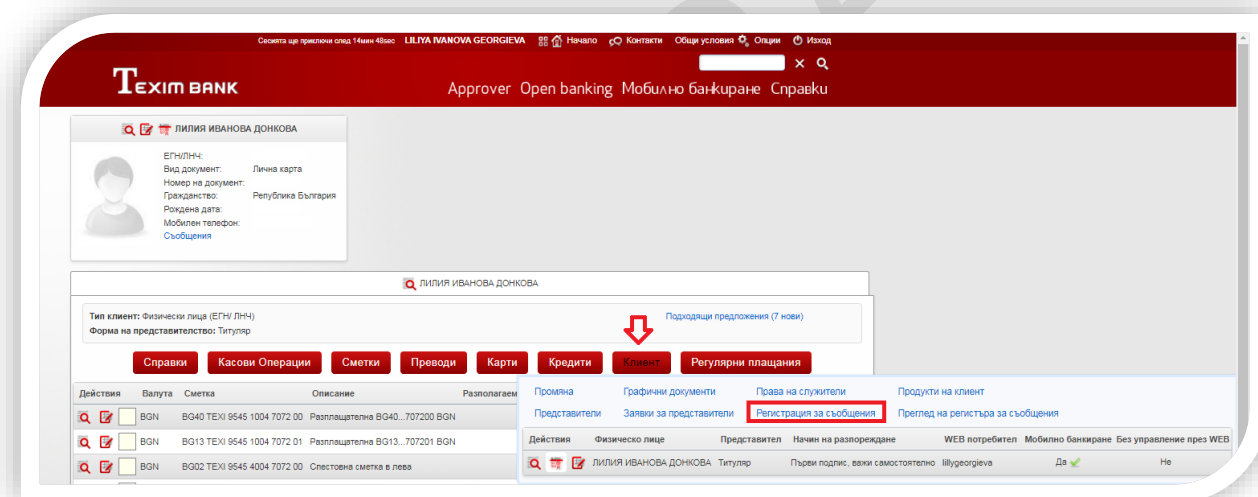 Сесията ще приключи след 14мин 48sec LILIYA IVANOVA GEORGIEVA Начало Контакти Общи условия Опции Изход
TEXIM BANK
Approver Open banking Мобилно банкиране Справки
ЛИЛИЯ ИВАНОВА ДОНКОВА
ЕГН/ЛНЧ:
Вид документ: Лична карта
Номер на документ:
Гражданство: Република България
Рождена дата:
Мобилен телефон:
Съобщения
ЛИЛИЯ ИВАНОВА ДОНКОВА
Тип клиент: Физически лица (ЕГН/ ЛНЧ) Подходящи предложения (7 нови)
Форма на представителство: Титуляр
Справки Касови Операции Сметки Преводи Карти Кредити Клиент Регулярни плащания
Действия Валута Сметка Описание Разполагаем
BGN BG40 TEXI 9545 1004 7072 00 Разплащателна BG40...707200 BGN
BGN BG13 TEXI 9545 1004 7072 01 Разплащателна BG13...707201 BGN
BGN BG02 TEXI 9545 4004 7072 00 Спестовна сметка в лева
Промяна Графични документи Права на служители Продукти на клиент
Представители Заявки за представители Регистрация за съобщения Преглед на регистъра за съобщения
Действия Физическо лице Представител Начин на разпореждане WEB потребител Мобилно банкиране Без управление през WEB
ЛИЛИЯ ИВАНОВА ДОНКОВА Титуляр Първи подпис, важи самостоятелно lillygeorgieva Да Не